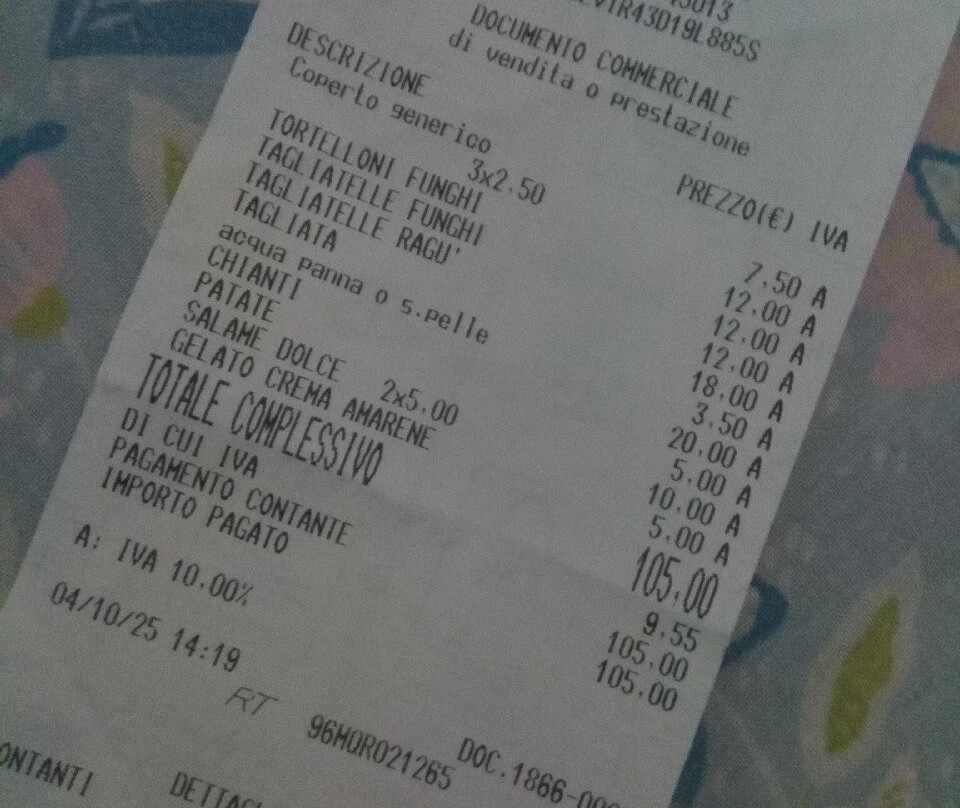 DOCUMENTO COMMERCIALE
di vendita o prestazione
DESCRIZIONE PREZZO(€) IVA
Coperto generico
3x2.50 7.50 A
TORTELLONI FUNGHI 12.00 A
TAGLIATELLE FUNGHI 12.00 A
TAGLIATELLE RAGU' 12.00 A
TAGLIATA 18.00 A
acqua panna o s.pelle 3.50 A
CHIANTI 20.00 A
PATATE 5.00 A
SALAME DOLCE 2x5.00 10.00 A
GELATO CREMA AMARENE 5.00 A
TOTALE COMPLESSIVO 105.00
DI CUI IVA 9.55
PAGAMENTO CONTANTE 105.00
IMPORTO PAGATO 105.00
A: IVA 10.00%
04/10/25 14:19 DOC.1866-00
RT 96MOR021265
ONTANTI DETTAG